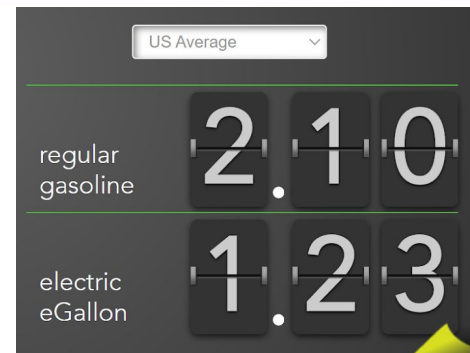 US Average
regular
gasoline
2.10
electric
eGallon
1.23